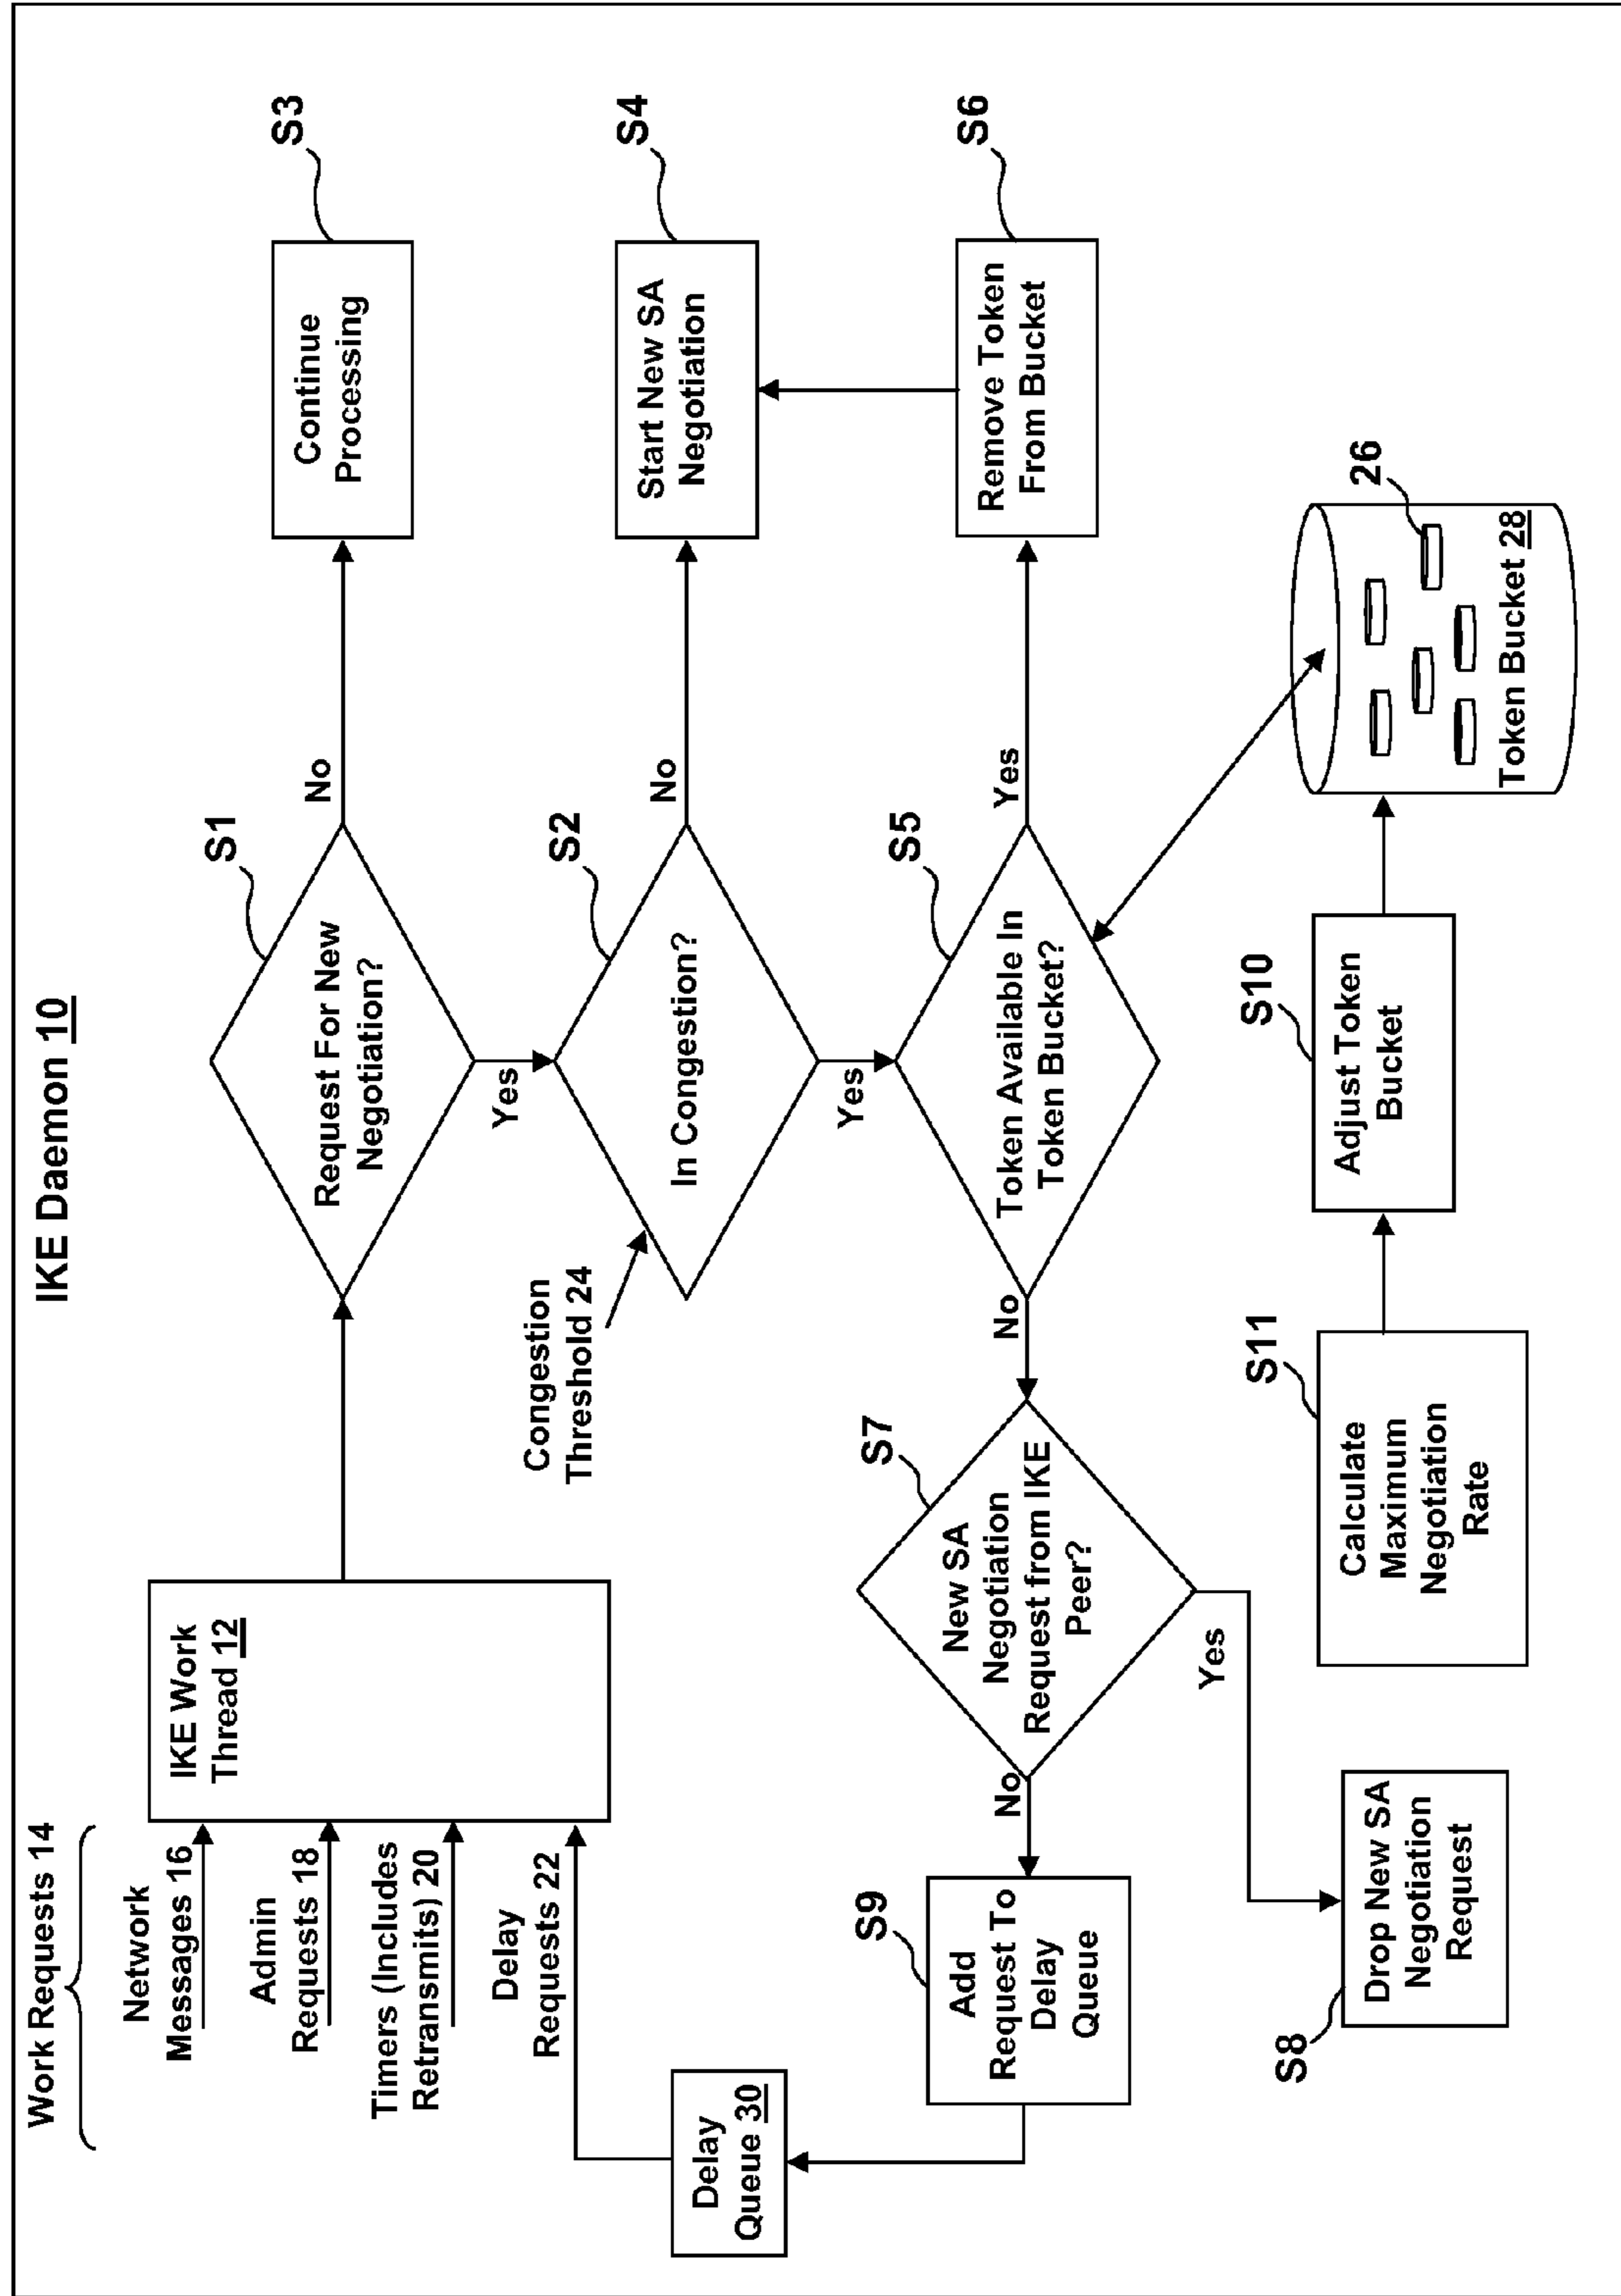 IKE Daemon 10
Work Requests 14
Network
Messages 16
Admin
Requests 18
Timers (Includes
Retransmits) 20
Delay
Requests 22
IKE Work
Thread 12
S1
Request For New
Negotiation?
No
Yes
S3
Continue
Processing
Congestion
Threshold 24
S2
In Congestion?
No
Yes
S4
Start New SA
Negotiation
Delay
Queue 30
S9
Add
Request To
Delay
Queue
No
S7
New SA
Negotiation
Request from IKE
Peer?
Yes
No
S5
Token Available In
Token Bucket?
Yes
S6
Remove Token
From Bucket
S8
Drop New SA
Negotiation
Request
S11
Calculate
Maximum
Negotiation
Rate
S10
Adjust Token
Bucket
26
Token Bucket 28